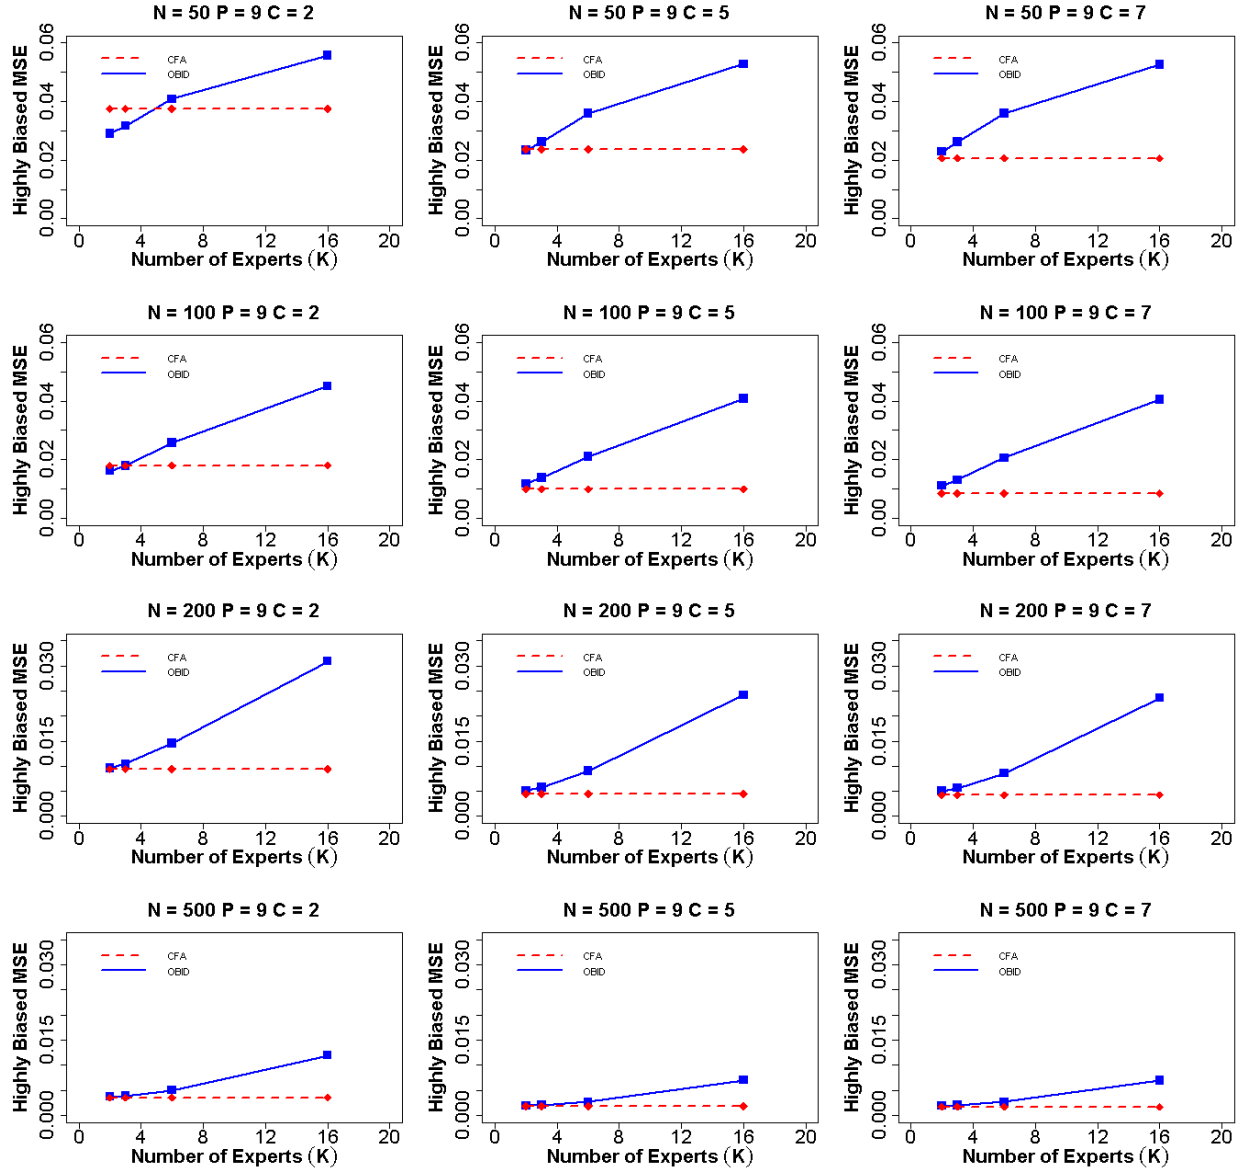 N = 50 P = 9 C = 2
Highly Biased MSE
0.00 0.02 0.04 0.06
CFA
OBID
0 4 8 12 16 20
Number of Experts (K)
N = 50 P = 9 C = 5
Highly Biased MSE
0.00 0.02 0.04 0.06
CFA
OBID
0 4 8 12 16 20
Number of Experts (K)
N = 50 P = 9 C = 7
Highly Biased MSE
0.00 0.02 0.04 0.06
CFA
OBID
0 4 8 12 16 20
Number of Experts (K)
N = 100 P = 9 C = 2
Highly Biased MSE
0.00 0.02 0.04 0.06
CFA
OBID
0 4 8 12 16 20
Number of Experts (K)
N = 100 P = 9 C = 5
Highly Biased MSE
0.00 0.02 0.04 0.06
CFA
OBID
0 4 8 12 16 20
Number of Experts (K)
N = 100 P = 9 C = 7
Highly Biased MSE
0.00 0.02 0.04 0.06
CFA
OBID
0 4 8 12 16 20
Number of Experts (K)
N = 200 P = 9 C = 2
Highly Biased MSE
0.000 0.015 0.030
CFA
OBID
0 4 8 12 16 20
Number of Experts (K)
N = 200 P = 9 C = 5
Highly Biased MSE
0.000 0.015 0.030
CFA
OBID
0 4 8 12 16 20
Number of Experts (K)
N = 200 P = 9 C = 7
Highly Biased MSE
0.000 0.015 0.030
CFA
OBID
0 4 8 12 16 20
Number of Experts (K)
N = 500 P = 9 C = 2
Highly Biased MSE
0.000 0.015 0.030
CFA
OBID
0 4 8 12 16 20
Number of Experts (K)
N = 500 P = 9 C = 5
Highly Biased MSE
0.000 0.015 0.030
CFA
OBID
0 4 8 12 16 20
Number of Experts (K)
N = 500 P = 9 C = 7
Highly Biased MSE
0.000 0.015 0.030
CFA
OBID
0 4 8 12 16 20
Number of Experts (K)